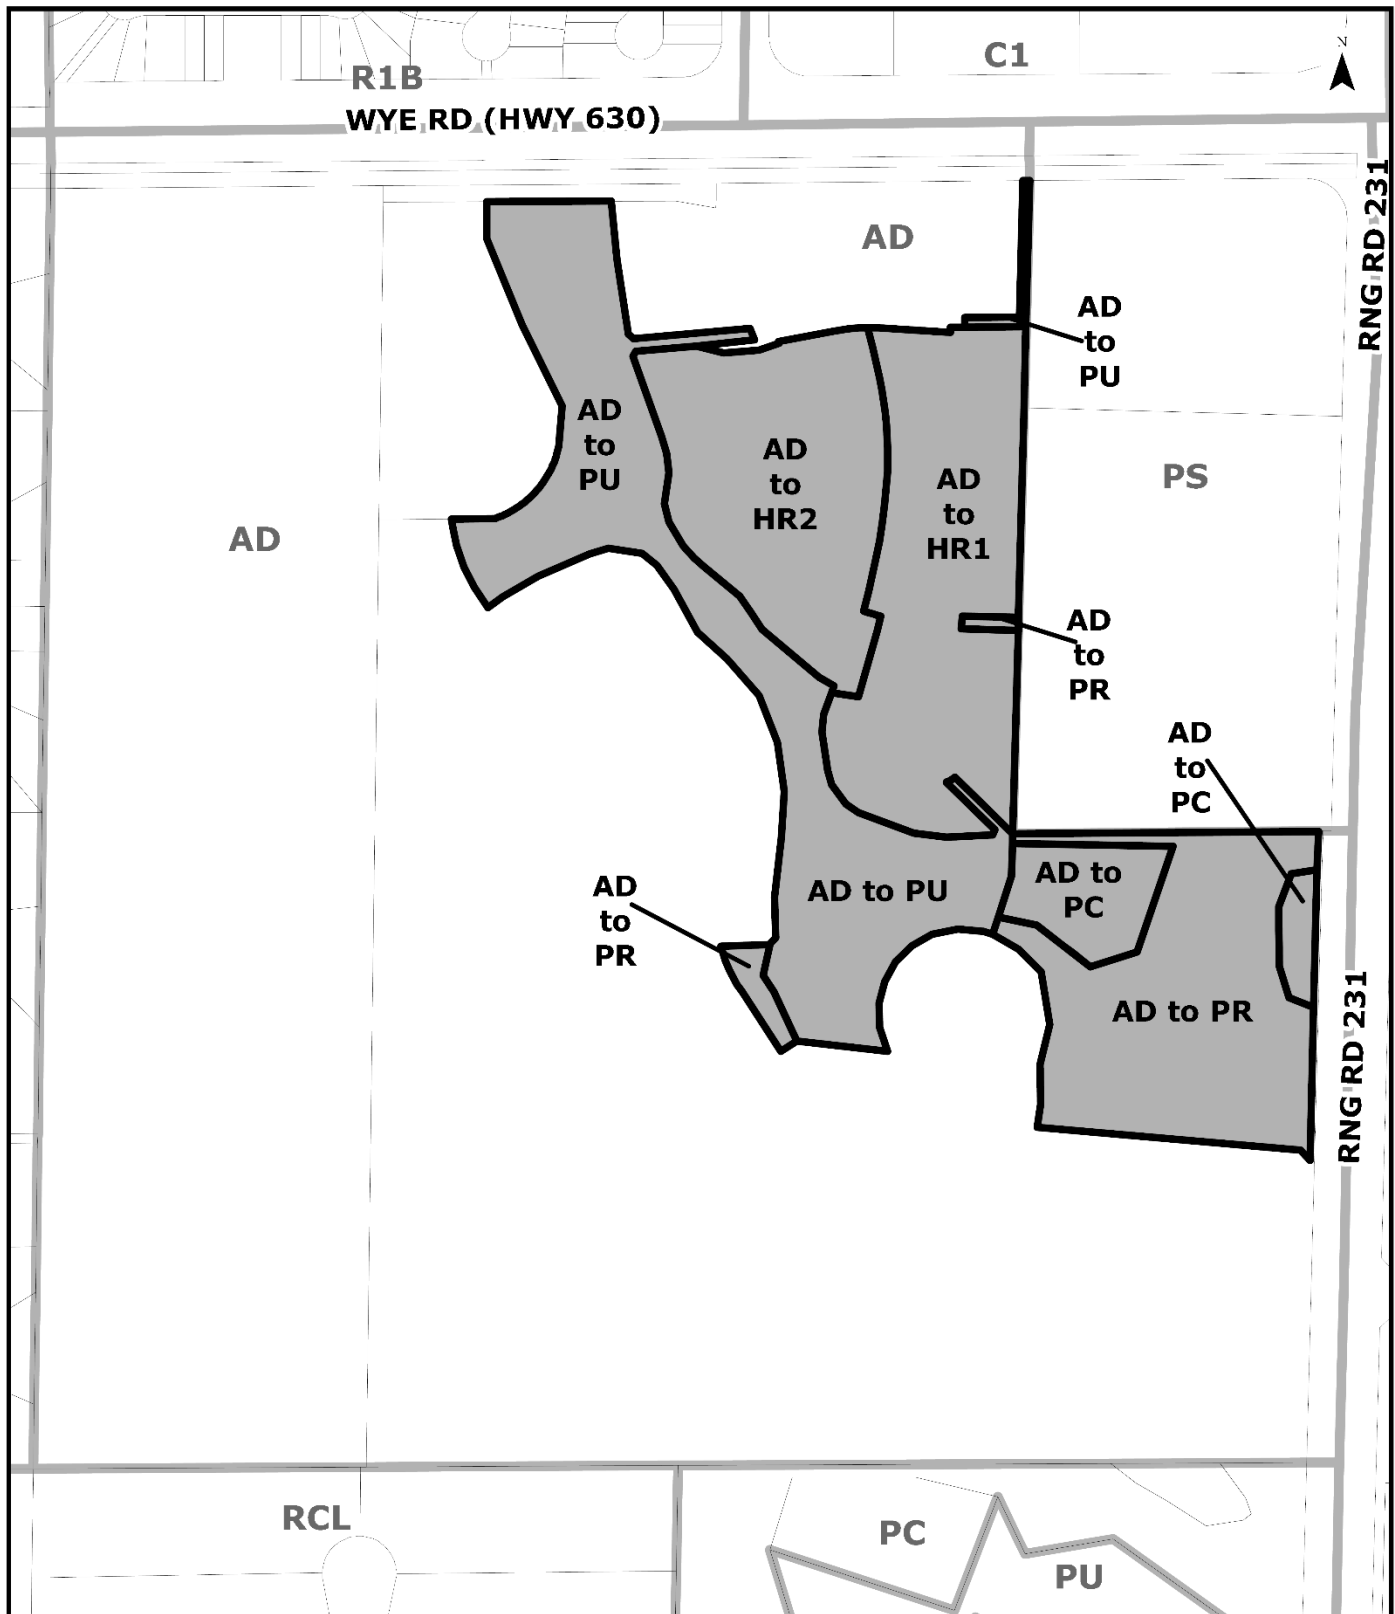 C1
N
R1B
WYE RD (HWY 630)
RNG RD 231
AD
AD
to
PU
AD
to
PU
AD
to
HR2
AD
to
HR1
PS
AD
AD
to
PR
AD
to
PC
AD
to
PR
AD to PU
AD to
PC
AD to PR
RNG RD 231
RCL
PC
PU